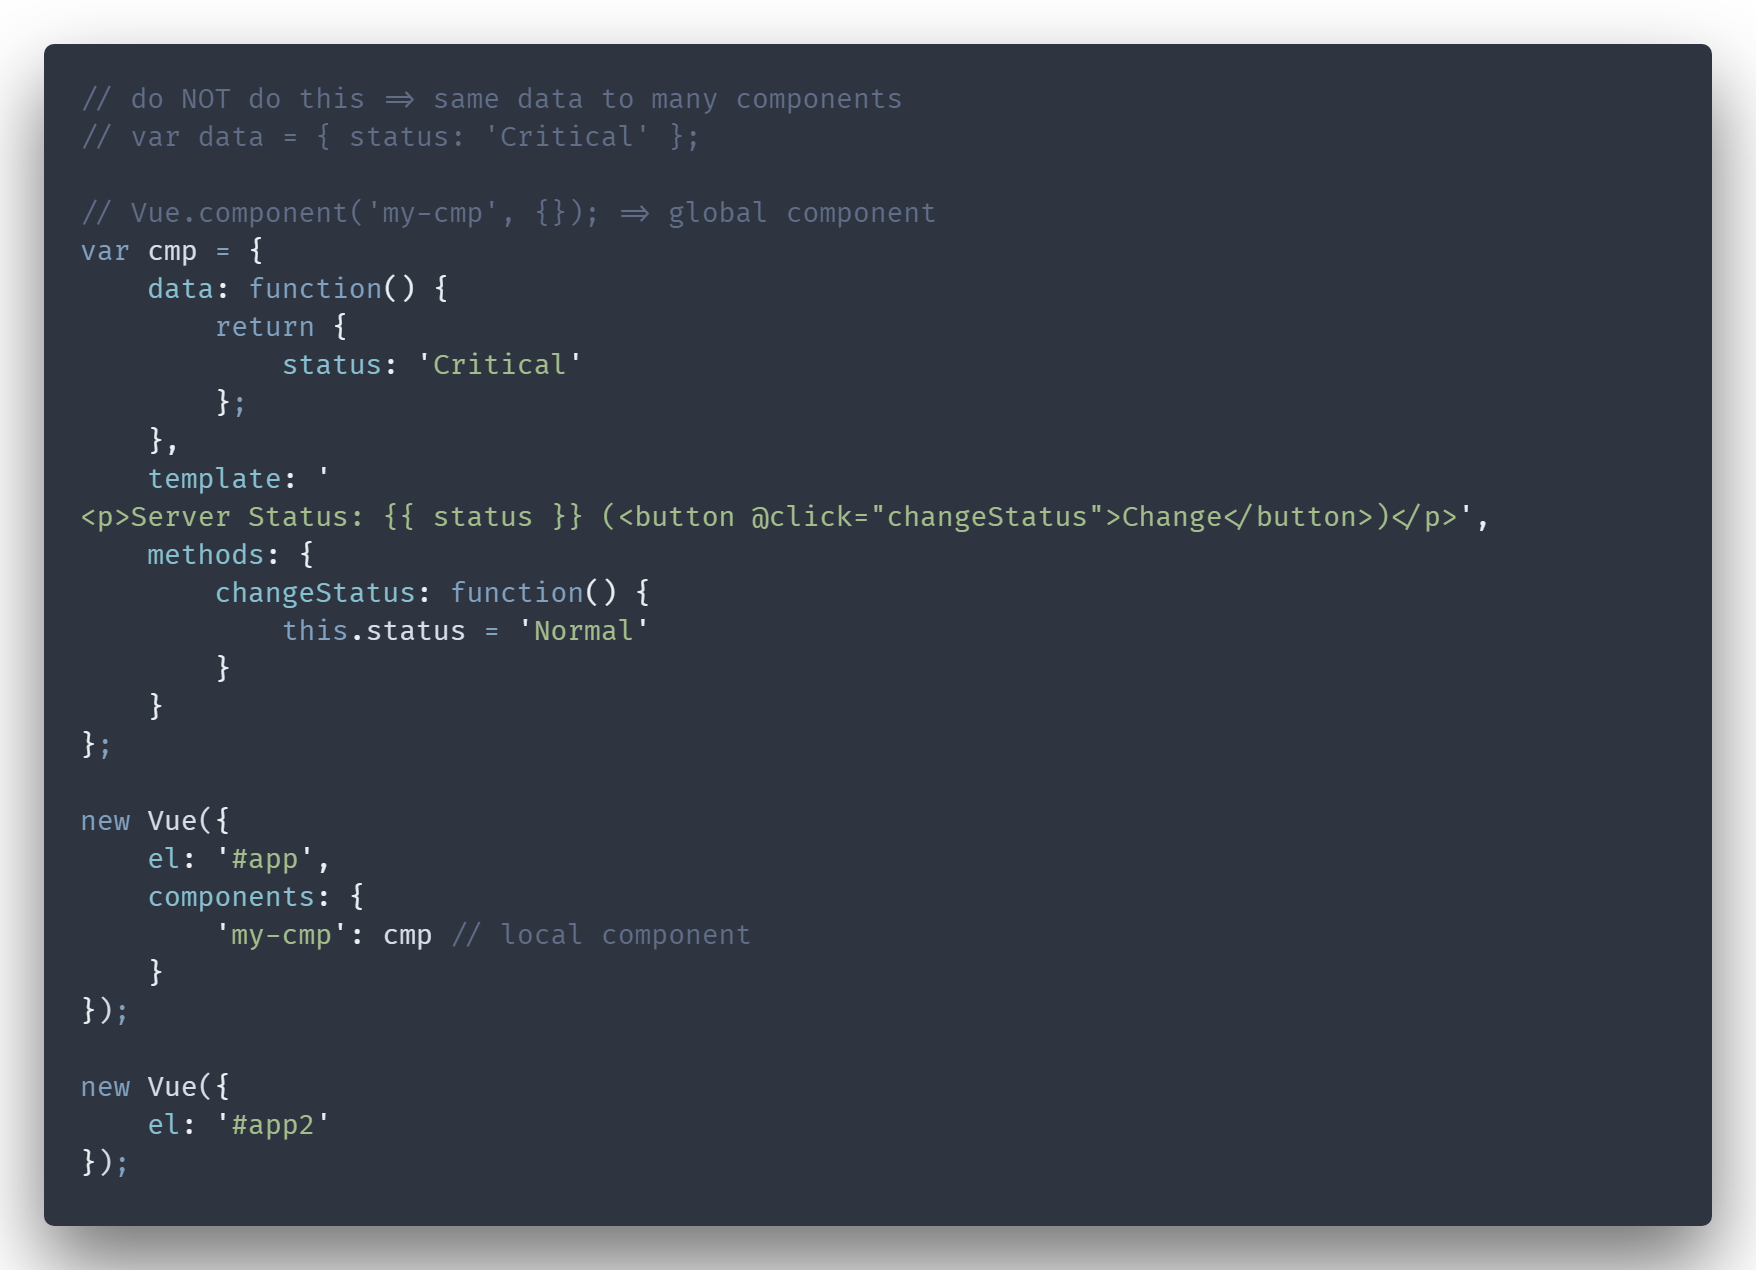 // do NOT do this => same data to many components
// var data = { status: 'Critical' };

// Vue.component('my-cmp', {}); => global component
var cmp = {
    data: function() {
        return {
            status: 'Critical'
        };
    },
    template: '
<p>Server Status: {{ status }} (<button @click="changeStatus">Change</button>)</p>',
    methods: {
        changeStatus: function() {
            this.status = 'Normal'
        }
    }
};

new Vue({
    el: '#app',
    components: {
        'my-cmp': cmp // local component
    }
});

new Vue({
    el: '#app2'
});